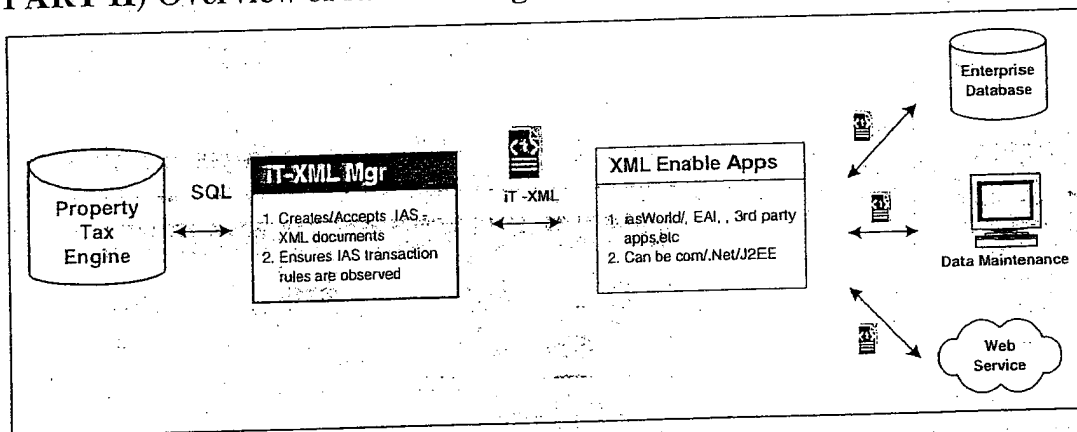 PART II) Overview
Property
Tax
Engine
SQL
iT-XML Mgr
1. Creates/Accepts IAS -
XML documents
2. Ensures IAS transaction
rules are observed
<i>
iT -XML
XML Enable Apps
1. iasWorld/, EAI, , 3rd party
apps,etc
2. Can be com/.Net/J2EE
Enterprise
Database
Data Maintenance
Web
Service